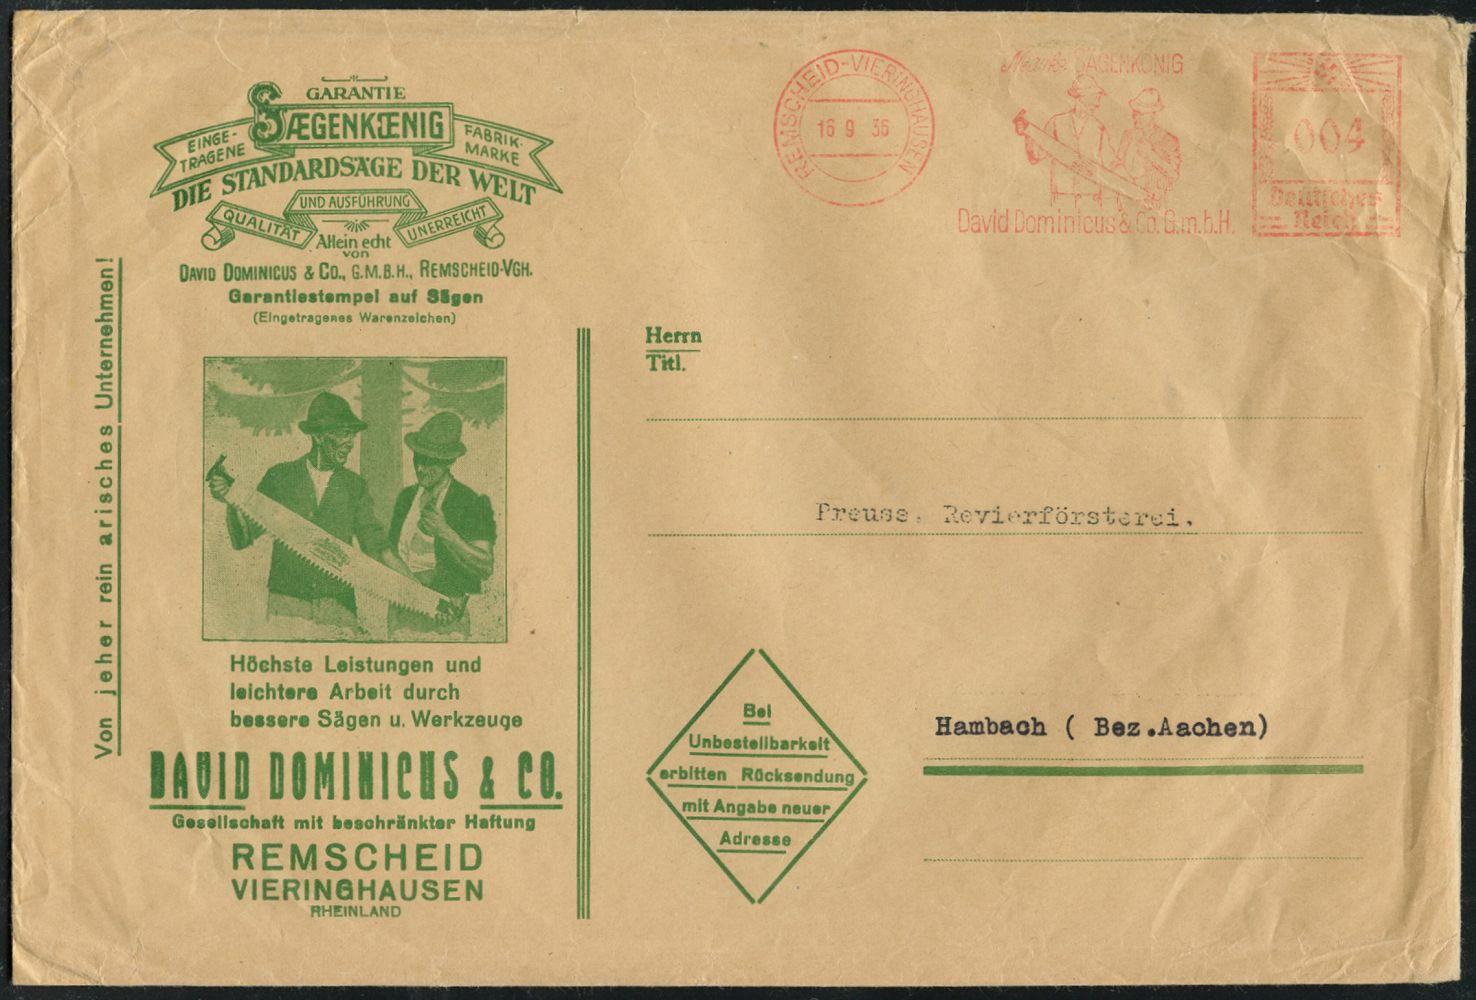 GARANTIE
SÆGENKŒNIG
EINGE-
TRAGENE
FABRIK-
MARKE
DIE STANDARDSÄGE DER WELT
UND AUSFÜHRUNG
QUALITÄT
UNERREICHT
Allein echt
von
DAVID DOMINICUS & CO., G.M.B.H., REMSCHEID-VGH.
Garantiestempel auf Sägen
(Eingetragenes Warenzeichen)
Von jeher rein arisches Unternehmen!
Höchste Leistungen und
leichtere Arbeit durch
bessere Sägen u. Werkzeuge
DAVID DOMINICUS & CO.
Gesellschaft mit beschränkter Haftung
REMSCHEID
VIERINGHAUSEN
RHEINLAND
REMSCHEID-VIERINGHAUSEN
16 9 36
Marke SÄGENKÖNIG
David Dominicus & Co. G.m.b.H.
004
Deutsches
Reich
Herrn
Titl.
Preuss. Revierförsterei.
Hambach ( Bez.Aachen)
Bei
Unbestellbarkeit
erbitten Rücksendung
mit Angabe neuer
Adresse